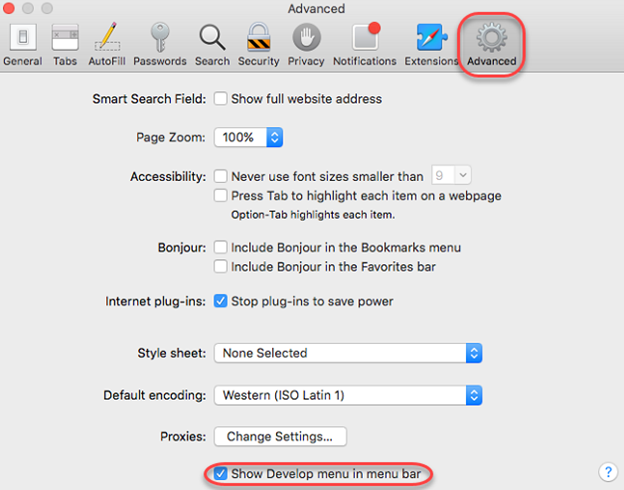 Advanced
General Tabs AutoFill Passwords Search Security Privacy Notifications Extensions Advanced
Smart Search Field: Show full website address
Page Zoom: 100%
Accessibility: Never use font sizes smaller than 9
Press Tab to highlight each item on a webpage
Option-Tab highlights each item.
Bonjour: Include Bonjour in the Bookmarks menu
Include Bonjour in the Favorites bar
Internet plug-ins: Stop plug-ins to save power
Style sheet: None Selected
Default encoding: Western (ISO Latin 1)
Proxies: Change Settings...
Show Develop menu in menu bar ?